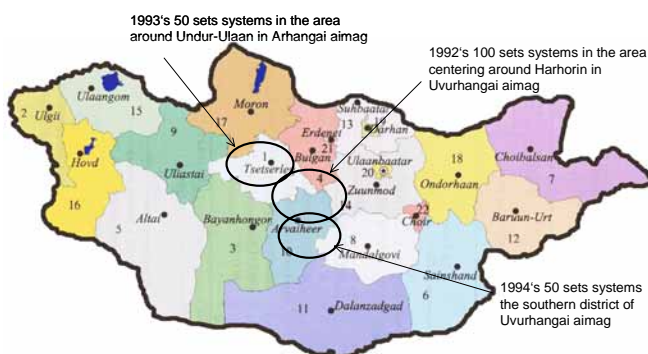 1993's 50 sets systems in the area
around Undur-Ulaan in Arhangai aimag
1992's 100 sets systems in the area
centering around Harhorin in
Uvurhangai aimag
Suhbaatar
13
Ulaangom
15
2
Ulgii
Moron
17
19
Darhan
Erdenet
21
Bulgan
Choibalsan
7
9
Hovd
Uliastai
1
Tsetserleg
4
Ulaanbaatar
20
Zuunmod
18
Ondorhaan
16
Altai
5
Bayanhongor
3
Arvaiheer
10
14
22
Choir
Baruun-Urt
12
8
Mandalgovi
Sainshand
6
11
Dalanzadgad
1994's 50 sets systems
the southern district of
Uvurhangai aimag